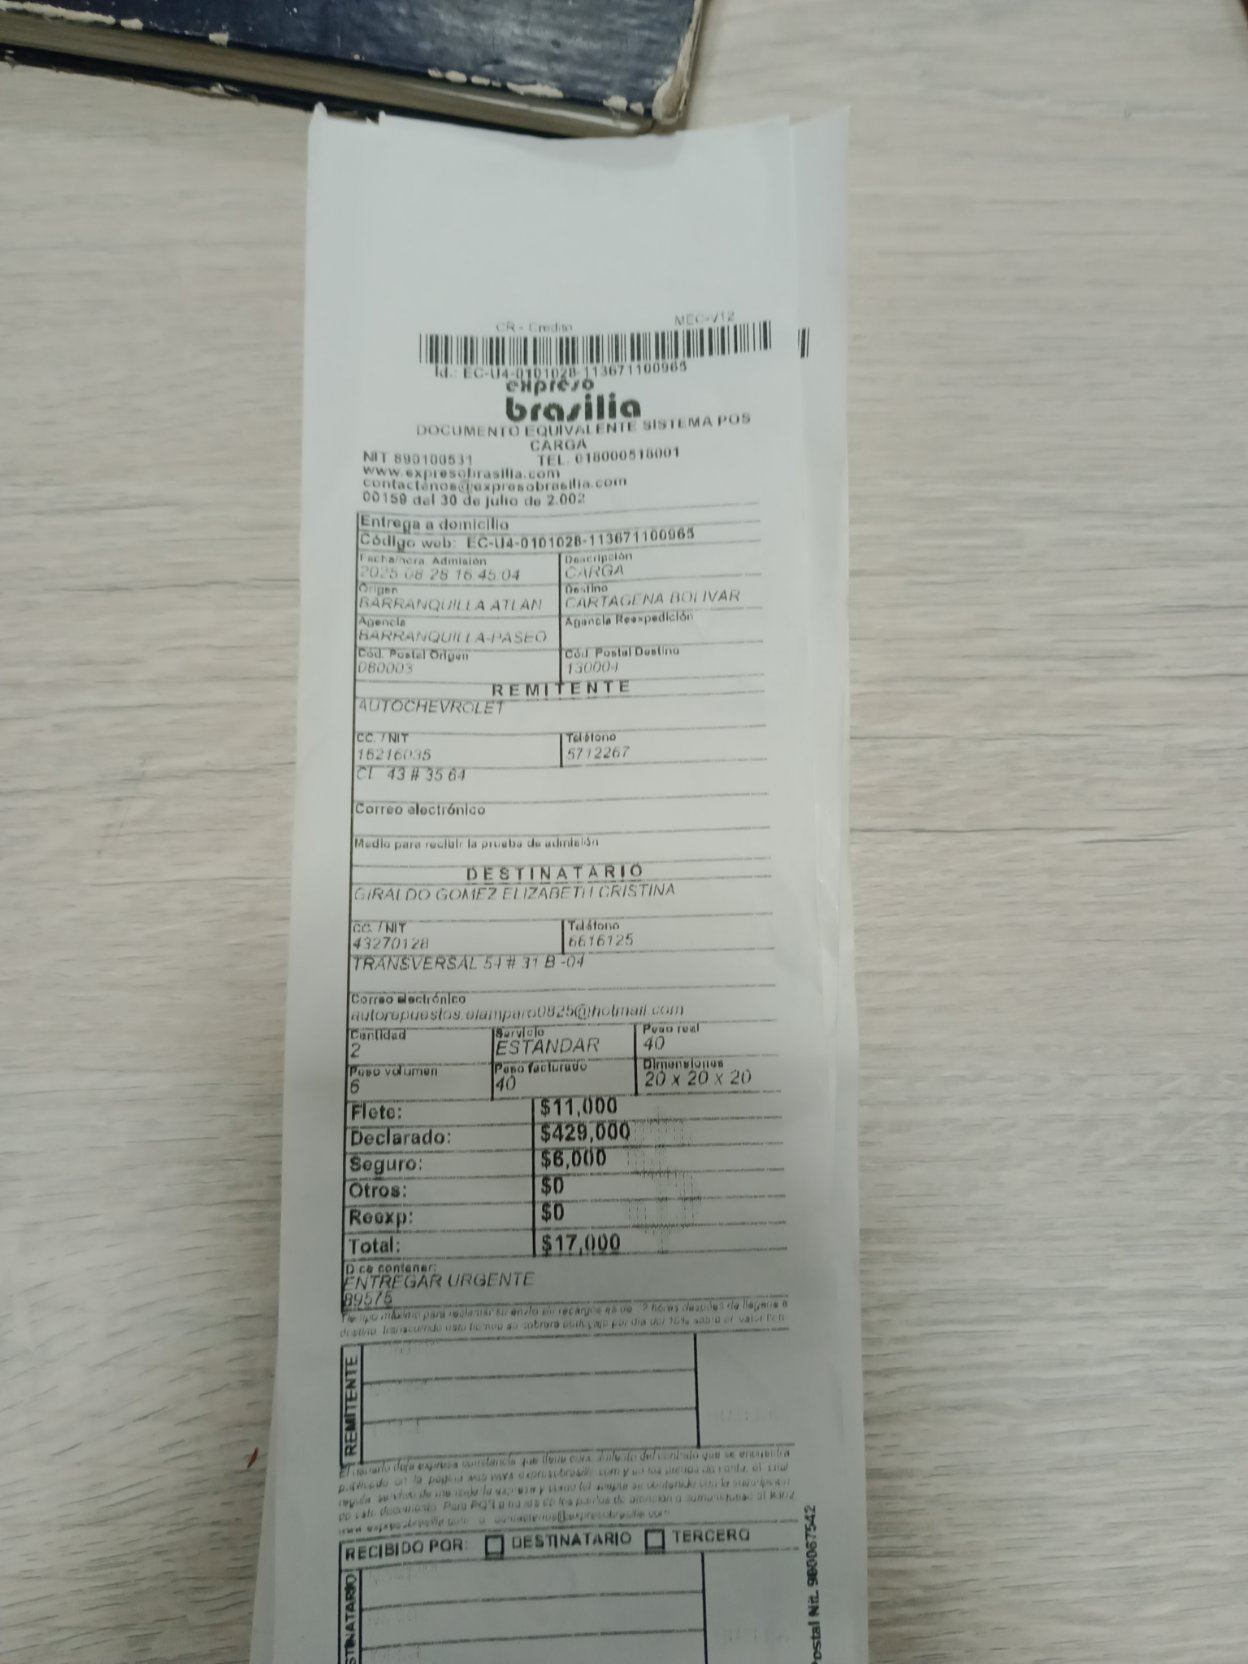 CR - Credito MEC-V12
Id.: EC-U4-0101028-113671100965
expreso
brasilia
DOCUMENTO EQUIVALENTE SISTEMA POS
CARGA
NIT 890100531 TEL. 018000518001
www.expresobrasilia.com
contactenos@expresobrasilia.com
00159 del 30 de julio de 2.002
Entrega a domicilio
Código web: EC-U4-0101028-113671100965
Fecha/hora Admisión Descripción
2025 08 28 16 45 04 CARGA
Origen Destino
BARRANQUILLA ATLAN CARTAGENA BOLIVAR
Agencia Agencia Reexpedición
BARRANQUILLA-PASEO
Cód. Postal Origen Cód. Postal Destino
080003 130004
REMITENTE
AUTOCHEVROLET
CC. / NIT Teléfono
15216035 5712267
CL 43 # 35 64
Correo electrónico
Medio para recibir la prueba de admisión
DESTINATARIO
GIRALDO GOMEZ ELIZABETH CRISTINA
CC. / NIT Teléfono
43270128 6616125
TRANSVERSAL 54 # 31 B -04
Correo electrónico
autorepuestos.elamparo0825@hotmail.com
Cantidad Servicio Peso real
2 ESTANDAR 40
Peso volumen Peso facturado Dimensiones
6 40 20 x 20 x 20
Flete: $11,000
Declarado: $429,000
Seguro: $6,000
Otros: $0
Reexp: $0
Total: $17,000
D ce contener:
ENTREGAR URGENTE
89575
REMITENTE
RECIBIDO POR: DESTINATARIO TERCERO
STINATARIO
ostal Nit. 900067542